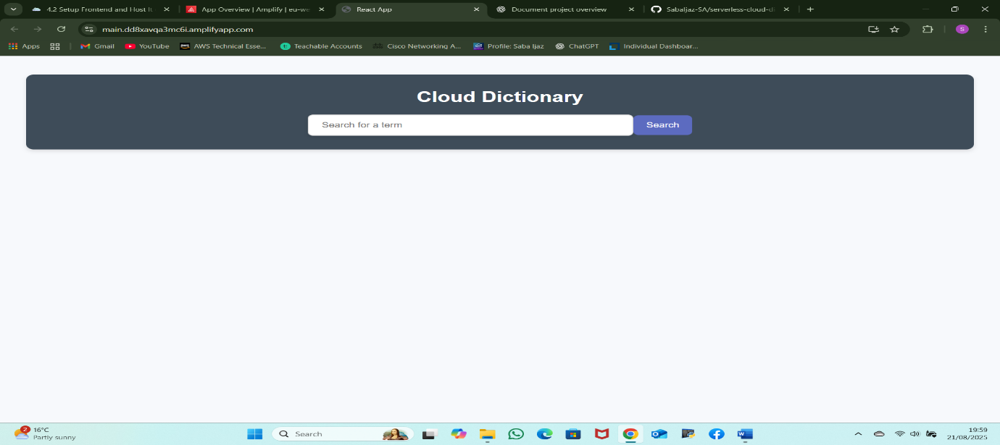 4.2 Setup Frontend and Host It
App Overview | Amplify | eu-we
React App
Document project overview
SabaIjaz-SA/serverless-cloud-di
main.dd8xavqa3mc6i.amplifyapp.com
S
Apps
Gmail
YouTube
AWS Technical Esse...
Teachable Accounts
Cisco Networking A...
Profile: Saba Ijaz
ChatGPT
Individual Dashboar...
Cloud Dictionary
Search for a term
Search
2
16°C
Partly sunny
Search
19:59
21/08/2025